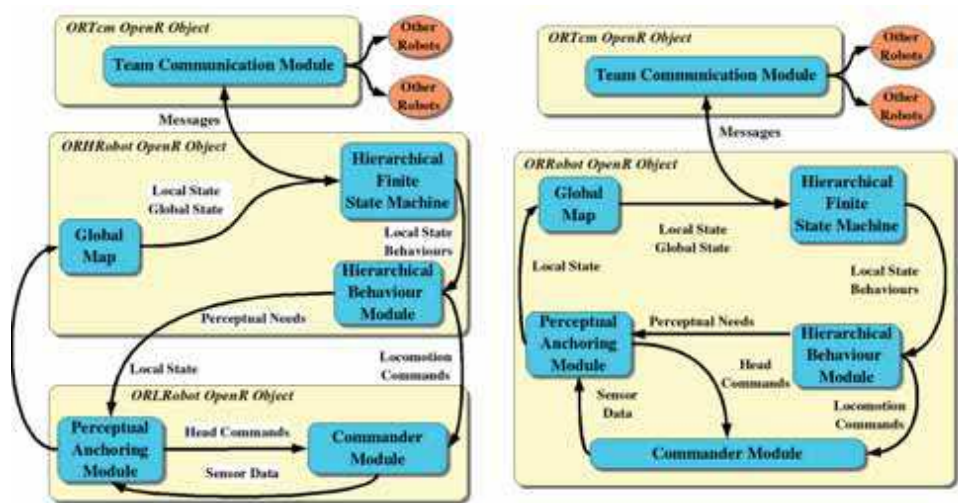 ORTcm OpenR Object
Team Communication Module
Other
Robots
Other
Robots
Messages
ORHRobot OpenR Object
Hierarchical
Finite
State Machine
Local State
Global State
Global
Map
Local State
Behaviours
Hierarchical
Behaviour
Module
Perceptual Needs
Local State
Locomotion
Commands
ORLRobot OpenR Object
Perceptual
Anchoring
Module
Head Commands
Commander
Module
Sensor Data
ORTcm OpenR Object
Team Communication Module
Other
Robots
Other
Robots
Messages
ORRobot OpenR Object
Global
Map
Hierarchical
Finite
State Machine
Local State
Global State
Local State
Local State
Behaviours
Perceptual
Anchoring
Module
Perceptual Needs
Hierarchical
Behaviour
Module
Head
Commands
Sensor
Data
Locomotion
Commands
Commander Module